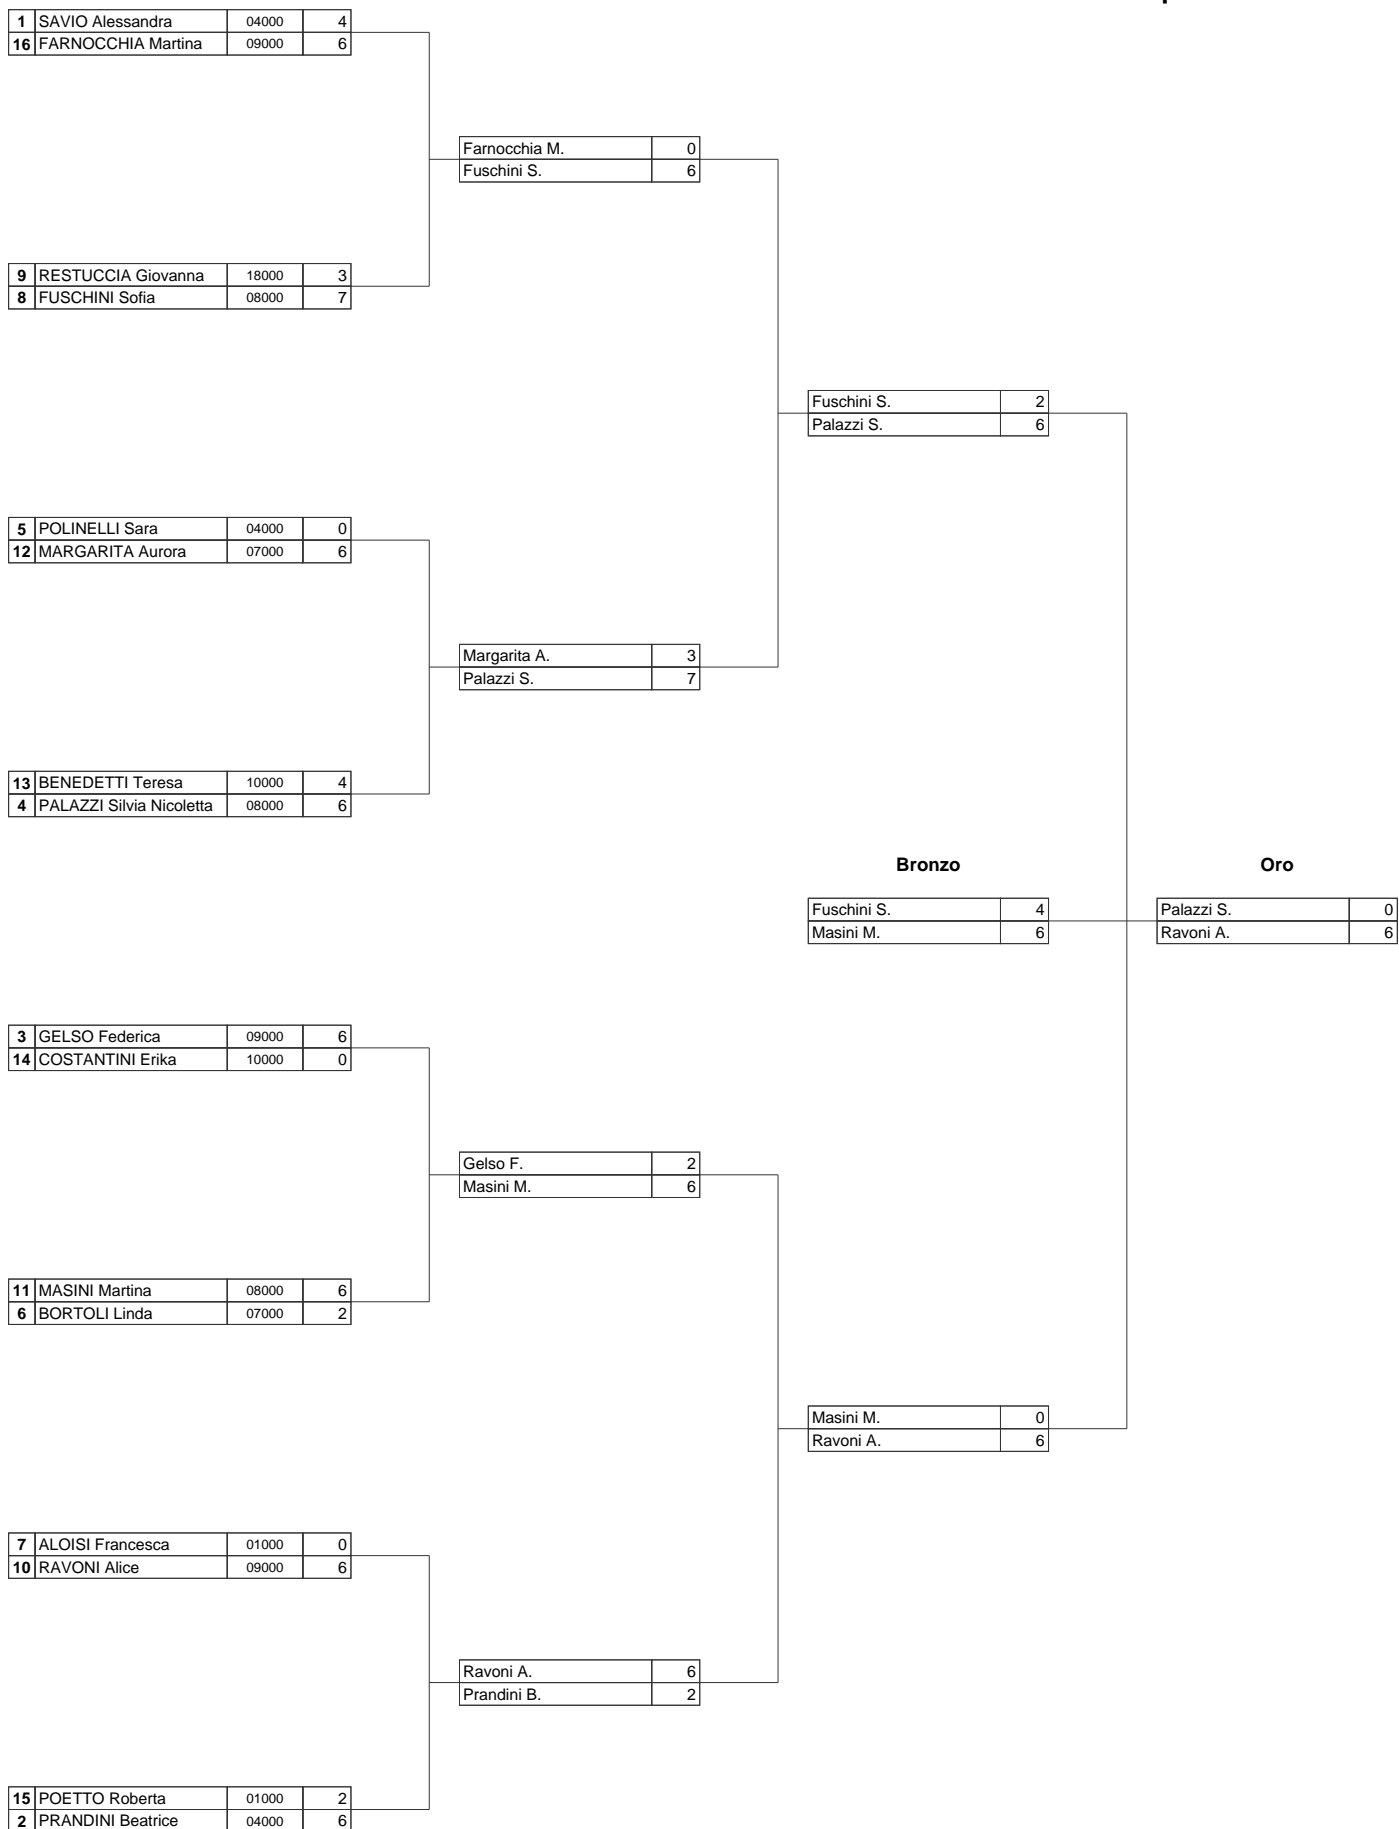 1 SAVIO Alessandra 04000 4
16 FARNOCCHIA Martina 09000 6
Farnocchia M. 0
Fuschini S. 6
9 RESTUCCIA Giovanna 18000 3
8 FUSCHINI Sofia 08000 7
Fuschini S. 2
Palazzi S. 6
5 POLINELLI Sara 04000 0
12 MARGARITA Aurora 07000 6
Margarita A. 3
Palazzi S. 7
13 BENEDETTI Teresa 10000 4
4 PALAZZI Silvia Nicoletta 08000 6
Bronzo Oro
Fuschini S. 4 Palazzi S. 0
Masini M. 6 Ravoni A. 6
3 GELSO Federica 09000 6
14 COSTANTINI Erika 10000 0
Gelso F. 2
Masini M. 6
11 MASINI Martina 08000 6
6 BORTOLI Linda 07000 2
Masini M. 0
Ravoni A. 6
7 ALOISI Francesca 01000 0
10 RAVONI Alice 09000 6
Ravoni A. 6
Prandini B. 2
15 POETTO Roberta 01000 2
2 PRANDINI Beatrice 04000 6